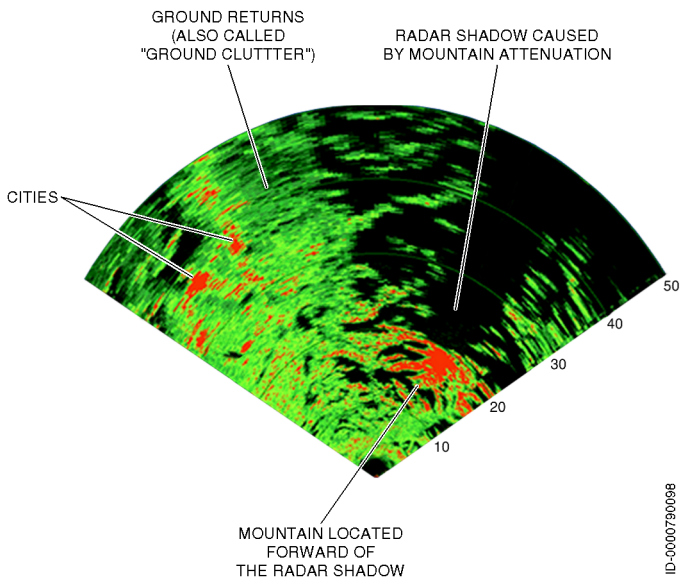 GROUND RETURNS
(ALSO CALLED
"GROUND CLUTTTER")
RADAR SHADOW CAUSED
BY MOUNTAIN ATTENUATION
CITIES
50
40
30
20
10
MOUNTAIN LOCATED
FORWARD OF
THE RADAR SHADOW
ID-0000790098